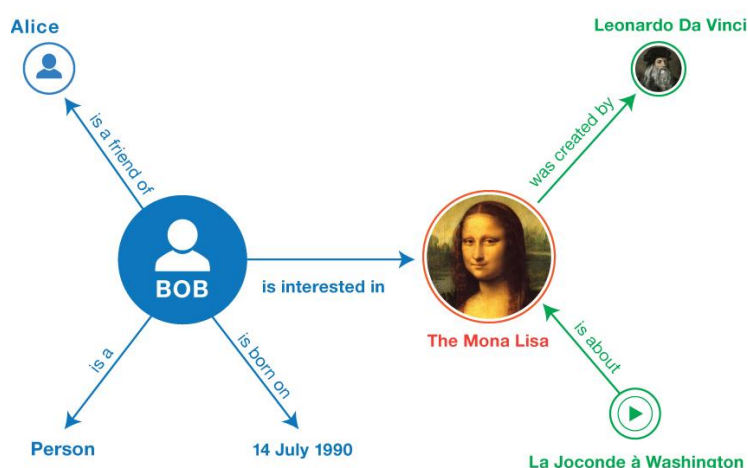 Alice
Leonardo Da Vinci
is a friend of
was created by
BOB
is interested in
The Mona Lisa
is a
is born on
is about
Person
14 July 1990
La Joconde à Washington